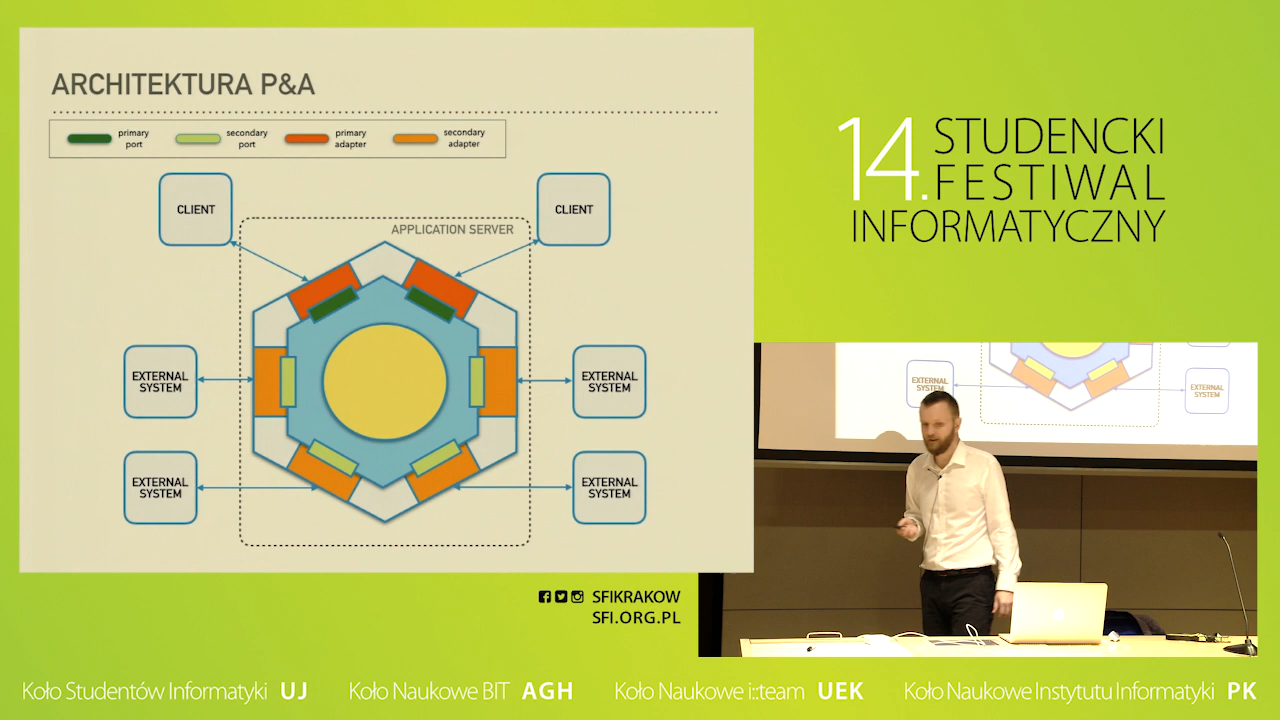 ARCHITEKTURA P&A
primary
port
secondary
port
primary
adapter
secondary
adapter
CLIENT
CLIENT
APPLICATION SERVER
EXTERNAL
SYSTEM
EXTERNAL
SYSTEM
EXTERNAL
SYSTEM
EXTERNAL
SYSTEM
14. STUDENCKI
FESTIWAL
INFORMATYCZNY
EXTERNAL
SYSTEM
EXTERNAL
SYSTEM
SFIKRAKOW
SFI.ORG.PL
Koło Studentów Informatyki UJ
Koło Naukowe BIT AGH
Koło Naukowe i::team UEK
Koło Naukowe Instytutu Informatyki PK